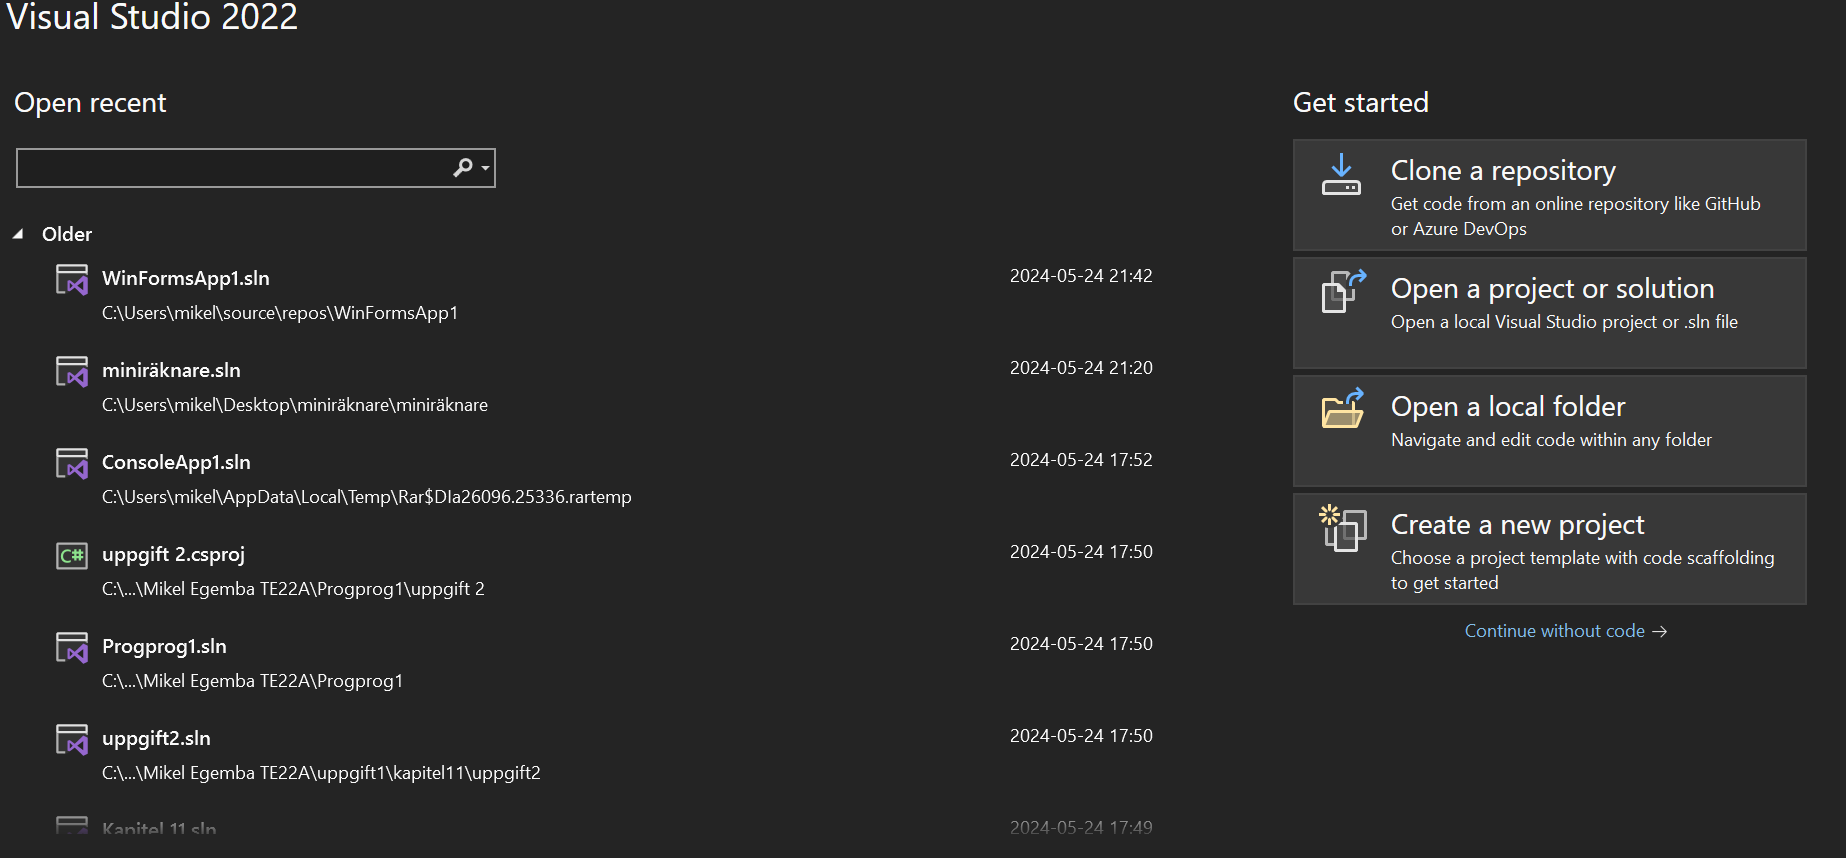 Visual Studio 2022
Open recent
Older
WinFormsApp1.sln 2024-05-24 21:42
C:\Users\mikel\source\repos\WinFormsApp1
miniräknare.sln 2024-05-24 21:20
C:\Users\mikel\Desktop\miniräknare\miniräknare
ConsoleApp1.sln 2024-05-24 17:52
C:\Users\mikel\AppData\Local\Temp\Rar$DIa26096.25336.rartemp
C# uppgift 2.csproj 2024-05-24 17:50
C:\...\Mikel Egemba TE22A\Progprog1\uppgift 2
Progprog1.sln 2024-05-24 17:50
C:\...\Mikel Egemba TE22A\Progprog1
uppgift2.sln 2024-05-24 17:50
C:\...\Mikel Egemba TE22A\uppgift1\kapitel11\uppgift2
Kapitel 11.sln 2024-05-24 17:49
Get started
Clone a repository
Get code from an online repository like GitHub
or Azure DevOps
Open a project or solution
Open a local Visual Studio project or .sln file
Open a local folder
Navigate and edit code within any folder
Create a new project
Choose a project template with code scaffolding
to get started
Continue without code →